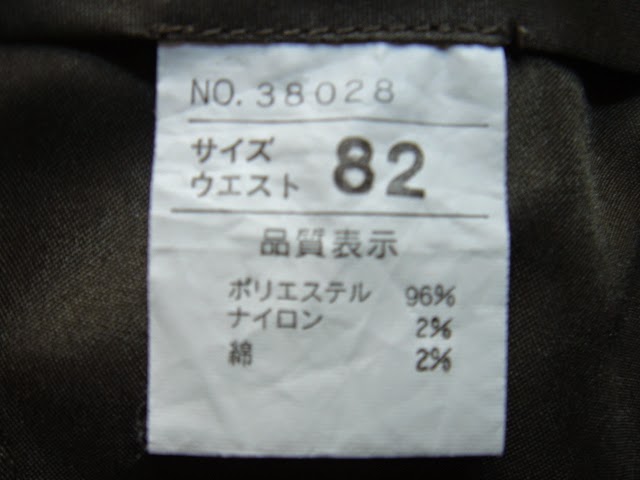 NO. 38028
サイズ
ウエスト 82
品質表示
ポリエステル 96%
ナイロン 2%
綿 2%